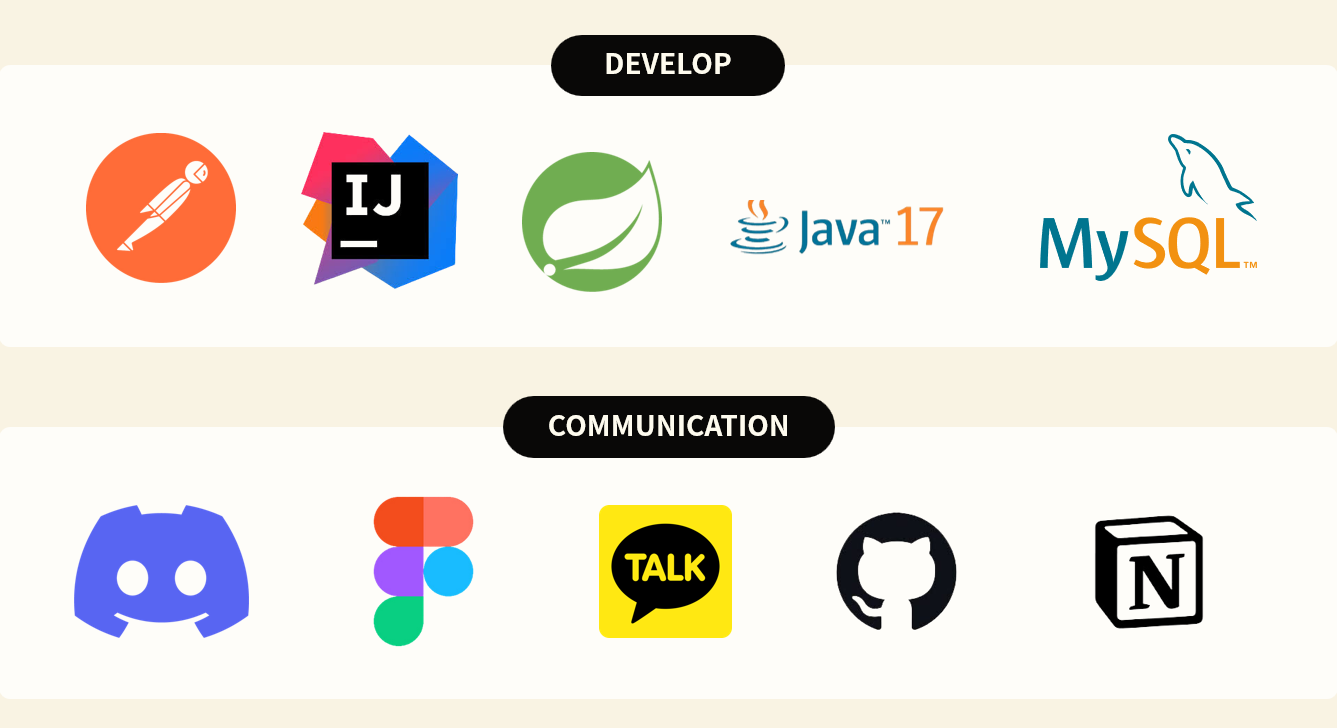 DEVELOP
IJ
Java™ 17
MySQL™
COMMUNICATION
TALK
N